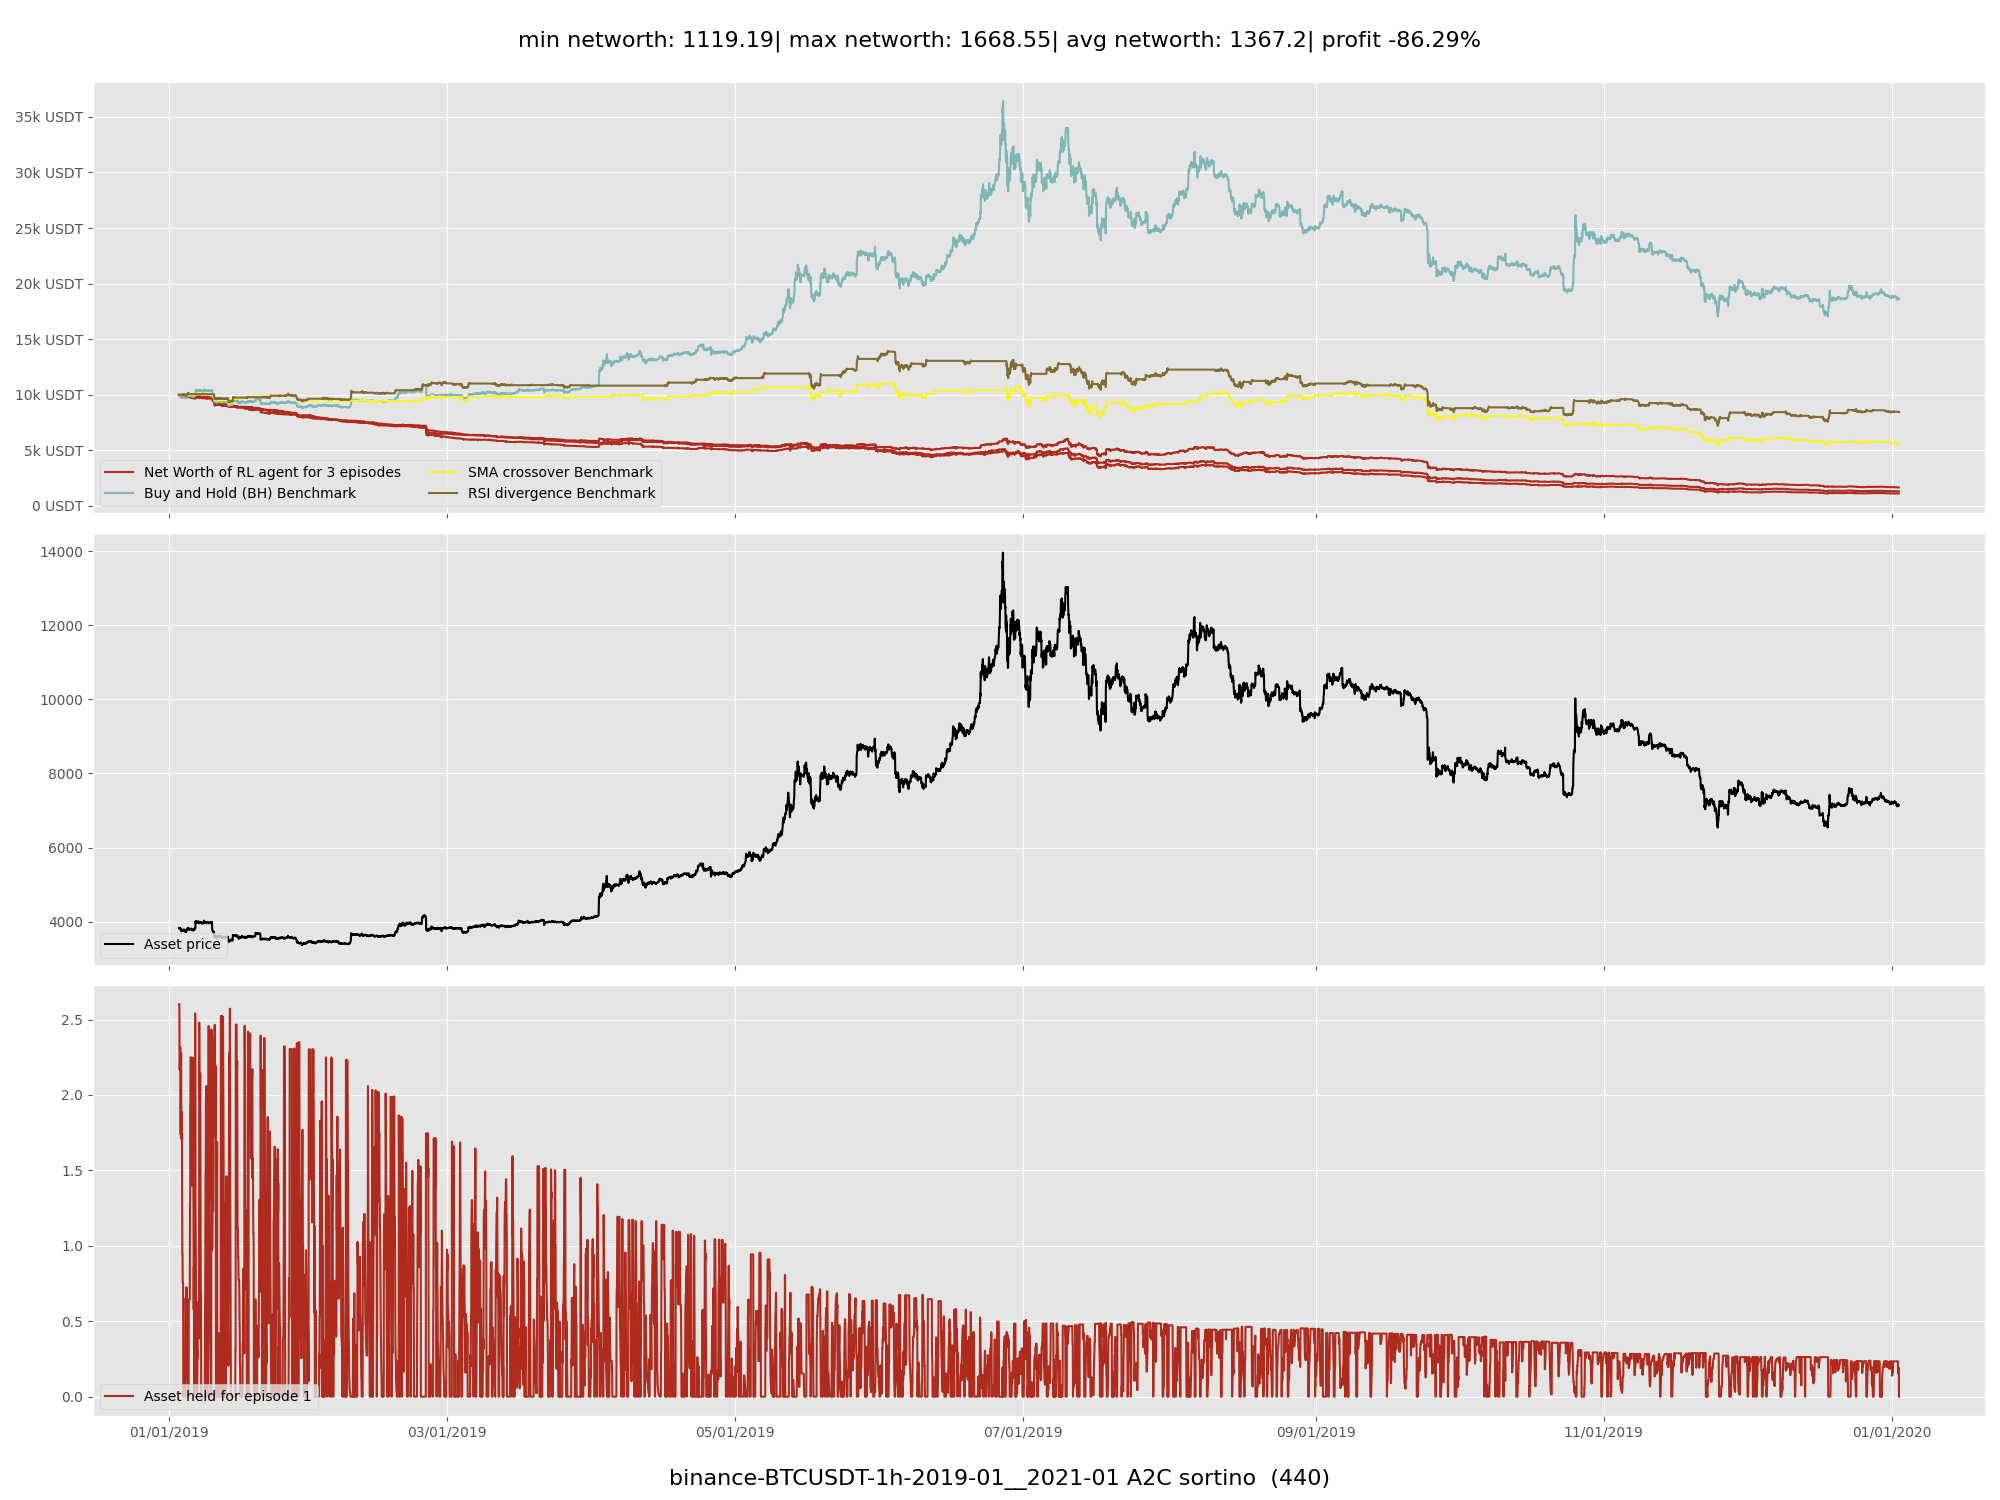 min networth: 1119.19| max networth: 1668.55| avg networth: 1367.2| profit -86.29%
35k USDT
30k USDT
25k USDT
20k USDT
15k USDT
10k USDT
5k USDT
0 USDT
Net Worth of RL agent for 3 episodes
Buy and Hold (BH) Benchmark
SMA crossover Benchmark
RSI divergence Benchmark
14000
12000
10000
8000
6000
4000
Asset price
2.5
2.0
1.5
1.0
0.5
0.0
Asset held for episode 1
01/01/2019 03/01/2019 05/01/2019 07/01/2019 09/01/2019 11/01/2019 01/01/2020
binance-BTCUSDT-1h-2019-01__2021-01 A2C sortino  (440)